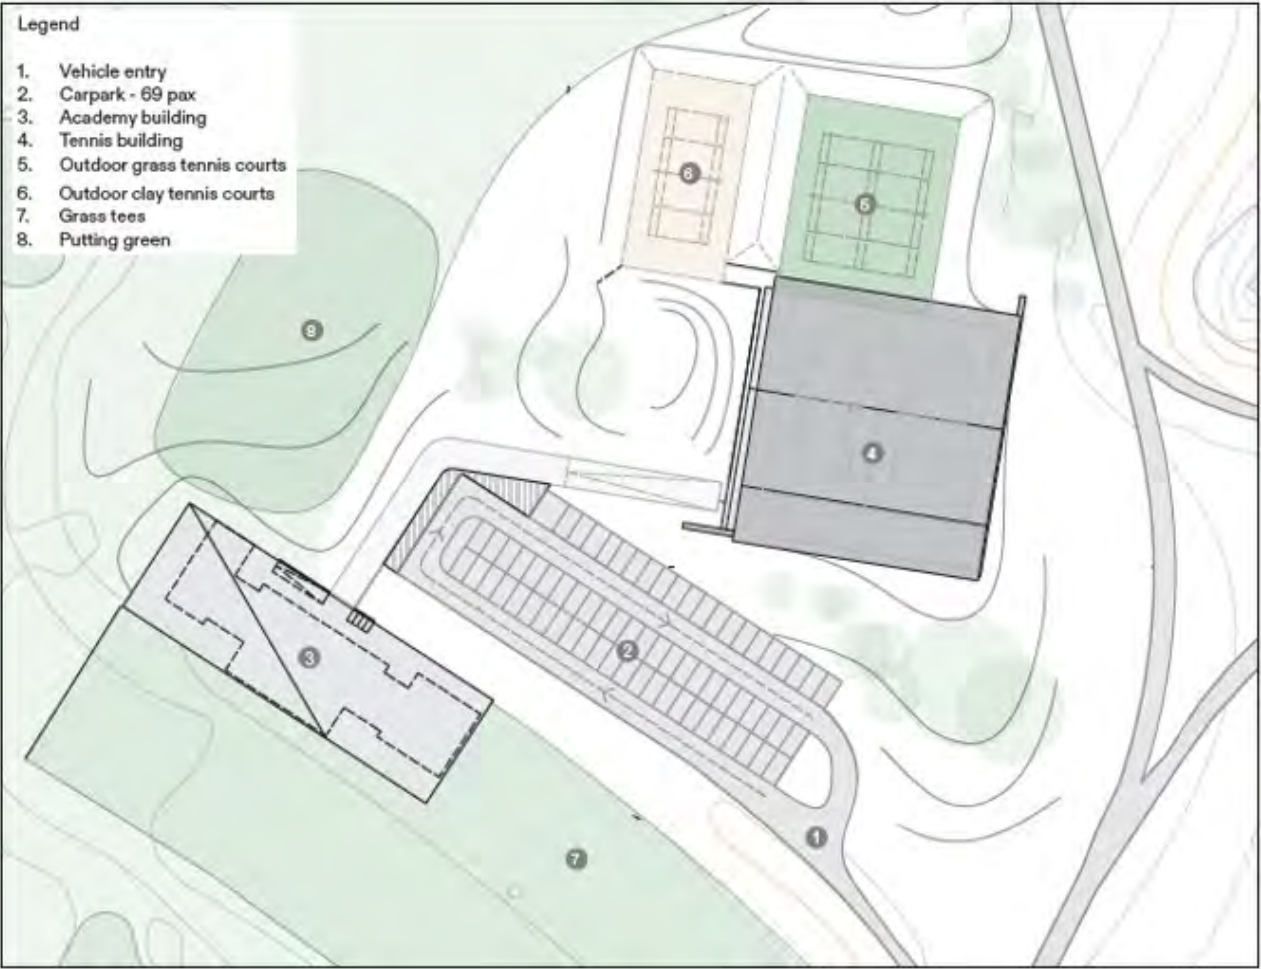 Legend
1. Vehicle entry
2. Carpark - 69 pax
3. Academy building
4. Tennis building
5. Outdoor grass tennis courts
6. Outdoor clay tennis courts
7. Grass tees
8. Putting green
6
5
8
4
2
3
1
7